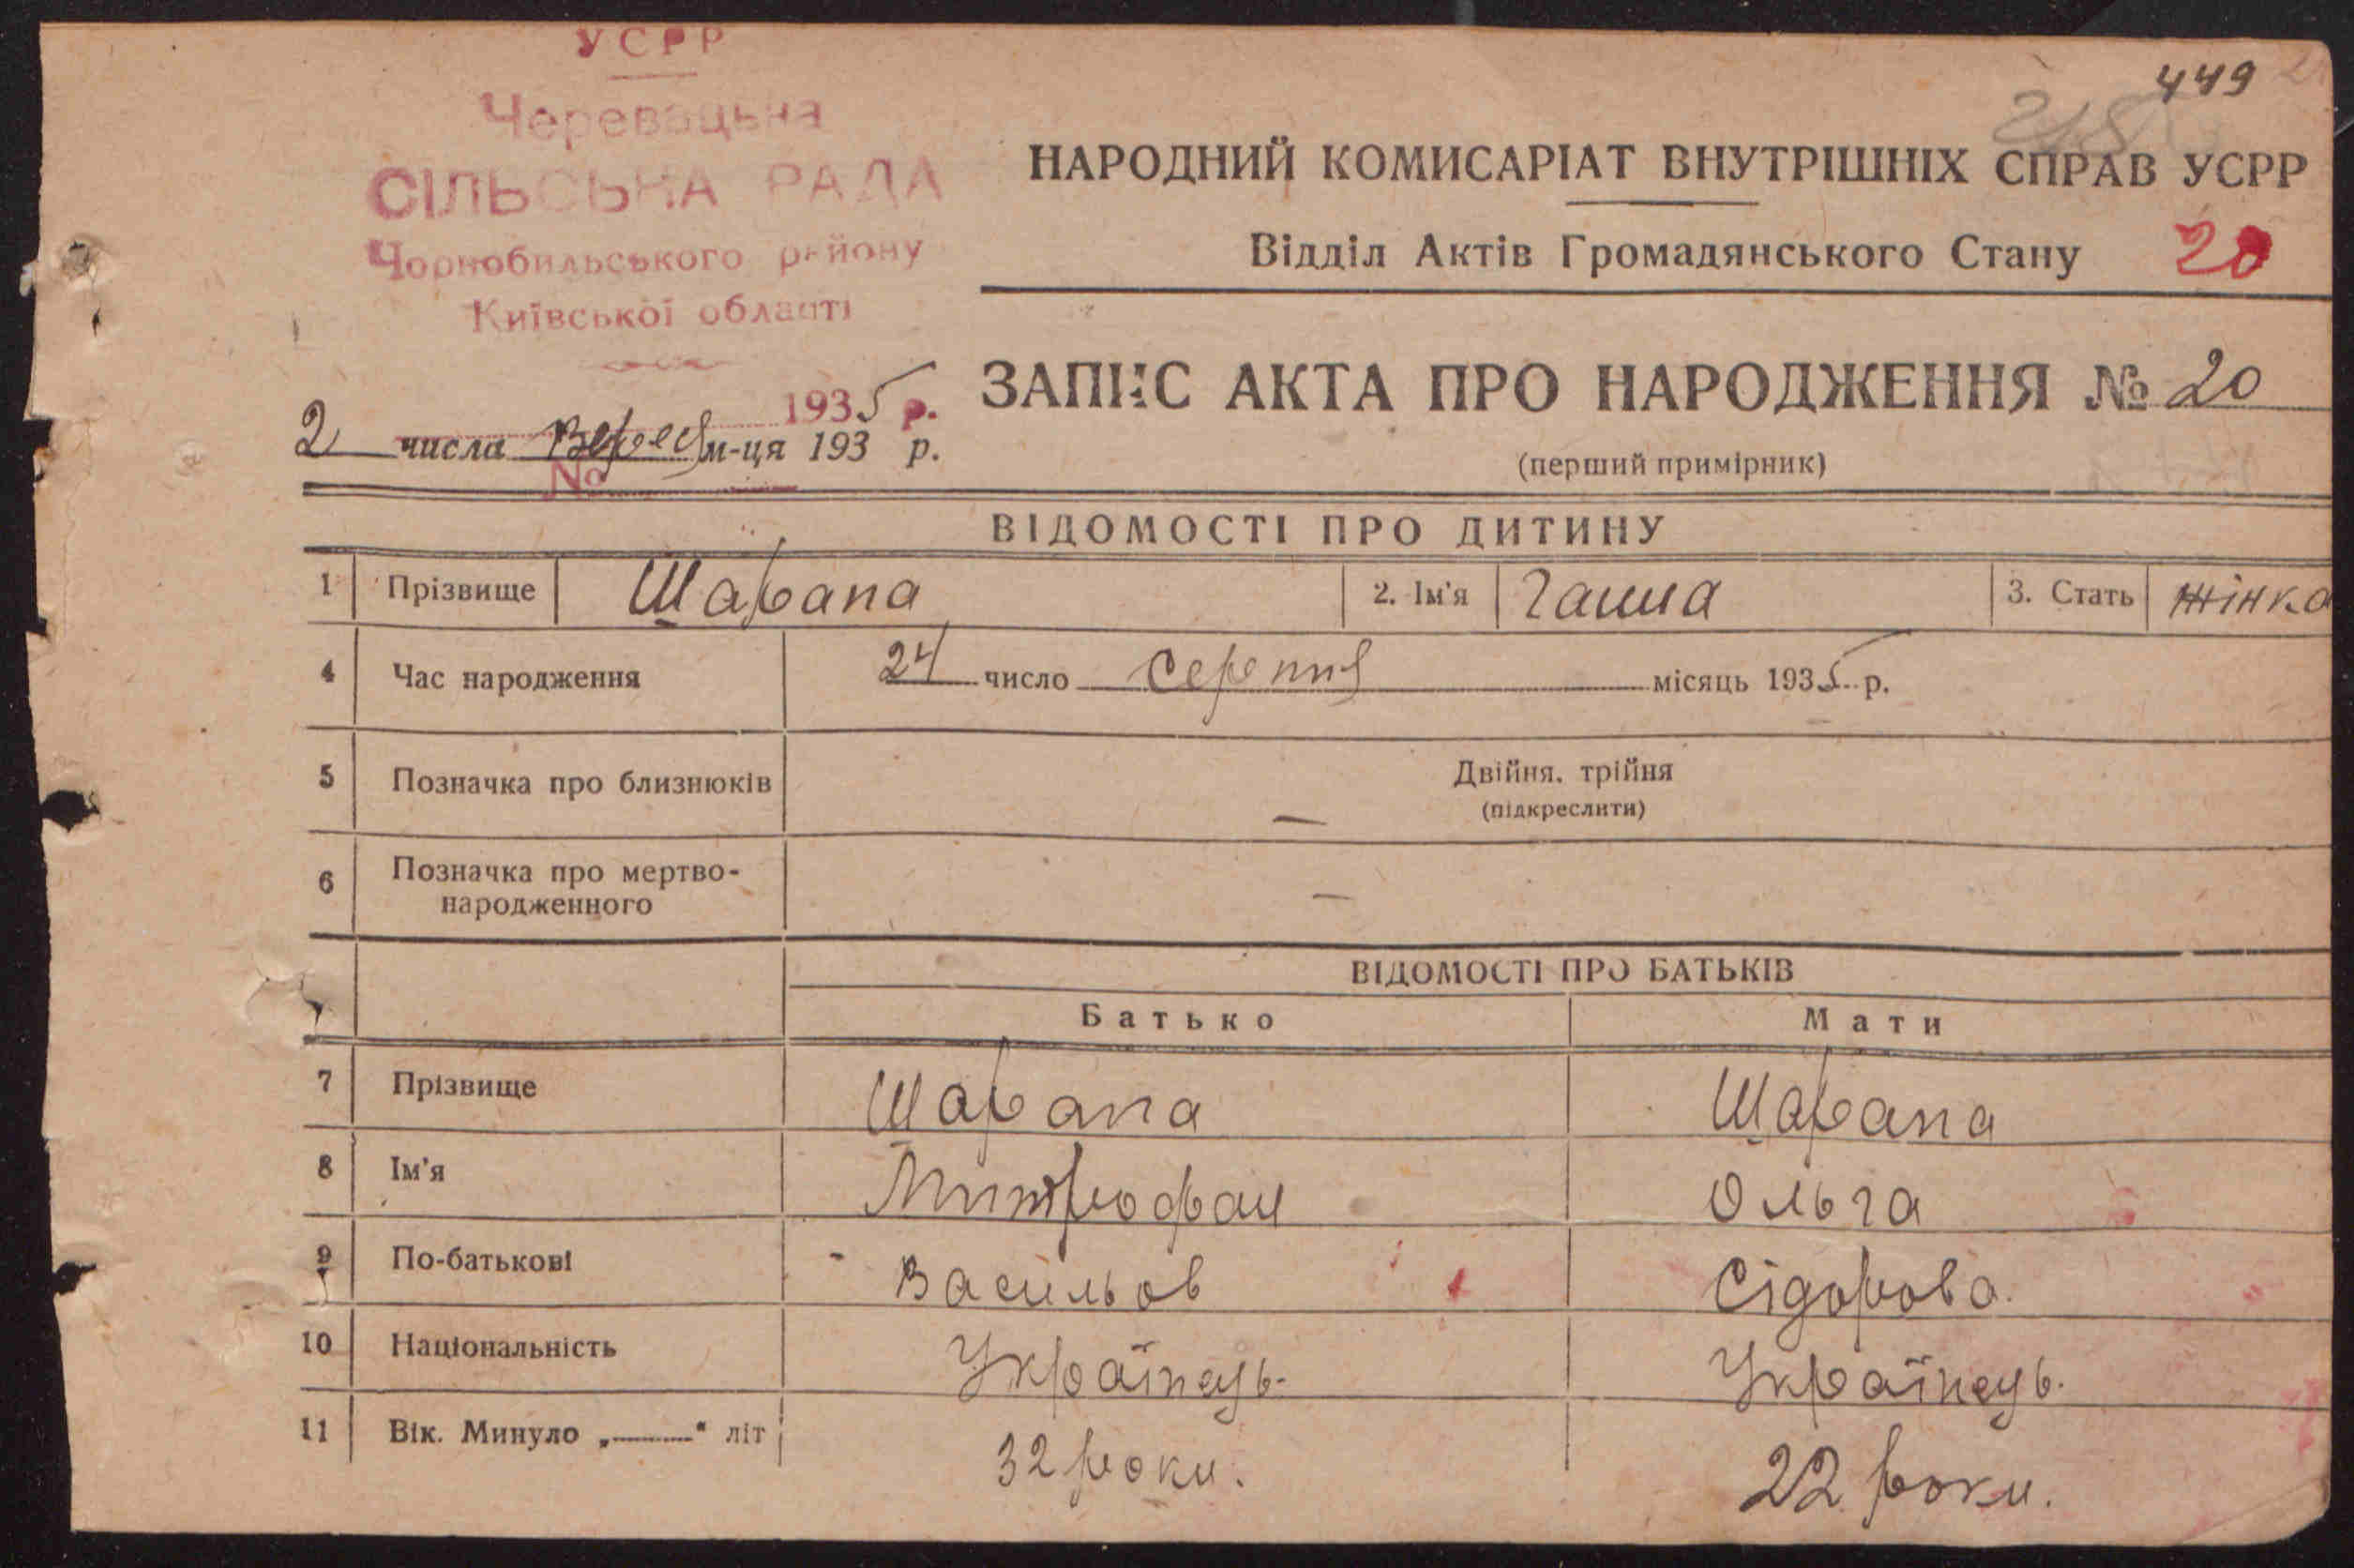 УСРР
Черевацька
СІЛЬСЬКА РАДА
Чорнобильського району
Київської області
1935 р.
2 числа Вересня м-ця 193 р.
№
449
218
НАРОДНИЙ КОМИСАРІАТ ВНУТРІШНІХ СПРАВ УСРР
Відділ Актів Громадянського Стану 20
ЗАПИС АКТА ПРО НАРОДЖЕННЯ № 20
(перший примірник)
ВІДОМОСТІ ПРО ДИТИНУ
1 Прізвище Шарапа 2. Ім'я Ганна 3. Стать жінка
4 Час народження 24 число серпня місяць 1935 р.
5 Позначка про близнюків — Двійня, трійня
(підкреслити)
6 Позначка про мертво-
народженного —
ВІДОМОСТІ ПРО БАТЬКІВ
Батько Мати
7 Прізвище Шарапа Шарапа
8 Ім'я Митрофан Ольга
9 По-батькові Васильов Сідорова.
10 Національність Українець. Українець.
11 Вік. Минуло „———" літ 32 роки. 22 роки.